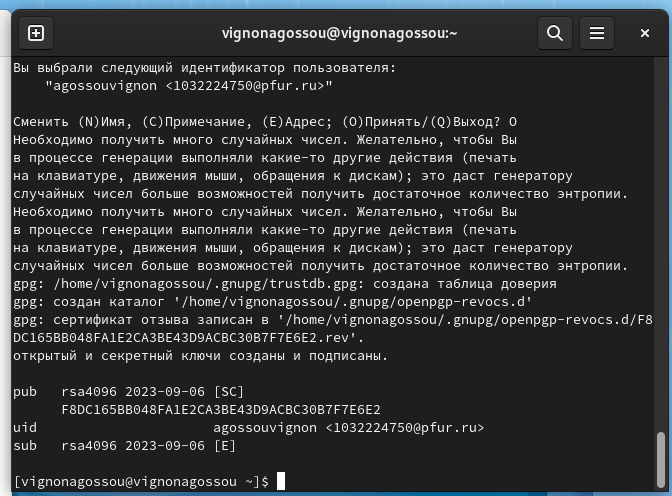 vignonagossou@vignonagossou:~
Вы выбрали следующий идентификатор пользователя:
"agossouvignon <1032224750@pfur.ru>"
Сменить (N)Имя, (C)Примечание, (E)Адрес; (O)Принять/(Q)Выход? O
Необходимо получить много случайных чисел. Желательно, чтобы Вы
в процессе генерации выполняли какие-то другие действия (печать
на клавиатуре, движения мыши, обращения к дискам); это даст генератору
случайных чисел больше возможностей получить достаточное количество энтропии.
Необходимо получить много случайных чисел. Желательно, чтобы Вы
в процессе генерации выполняли какие-то другие действия (печать
на клавиатуре, движения мыши, обращения к дискам); это даст генератору
случайных чисел больше возможностей получить достаточное количество энтропии.
gpg: /home/vignonagossou/.gnupg/trustdb.gpg: создана таблица доверия
gpg: создан каталог '/home/vignonagossou/.gnupg/openpgp-revocs.d'
gpg: сертификат отзыва записан в '/home/vignonagossou/.gnupg/openpgp-revocs.d/F8
DC165BB048FA1E2CA3BE43D9ACBC30B7F7E6E2.rev'.
открытый и секретный ключи созданы и подписаны.
pub   rsa4096 2023-09-06 [SC]
F8DC165BB048FA1E2CA3BE43D9ACBC30B7F7E6E2
uid                      agossouvignon <1032224750@pfur.ru>
sub   rsa4096 2023-09-06 [E]
[vignonagossou@vignonagossou ~]$